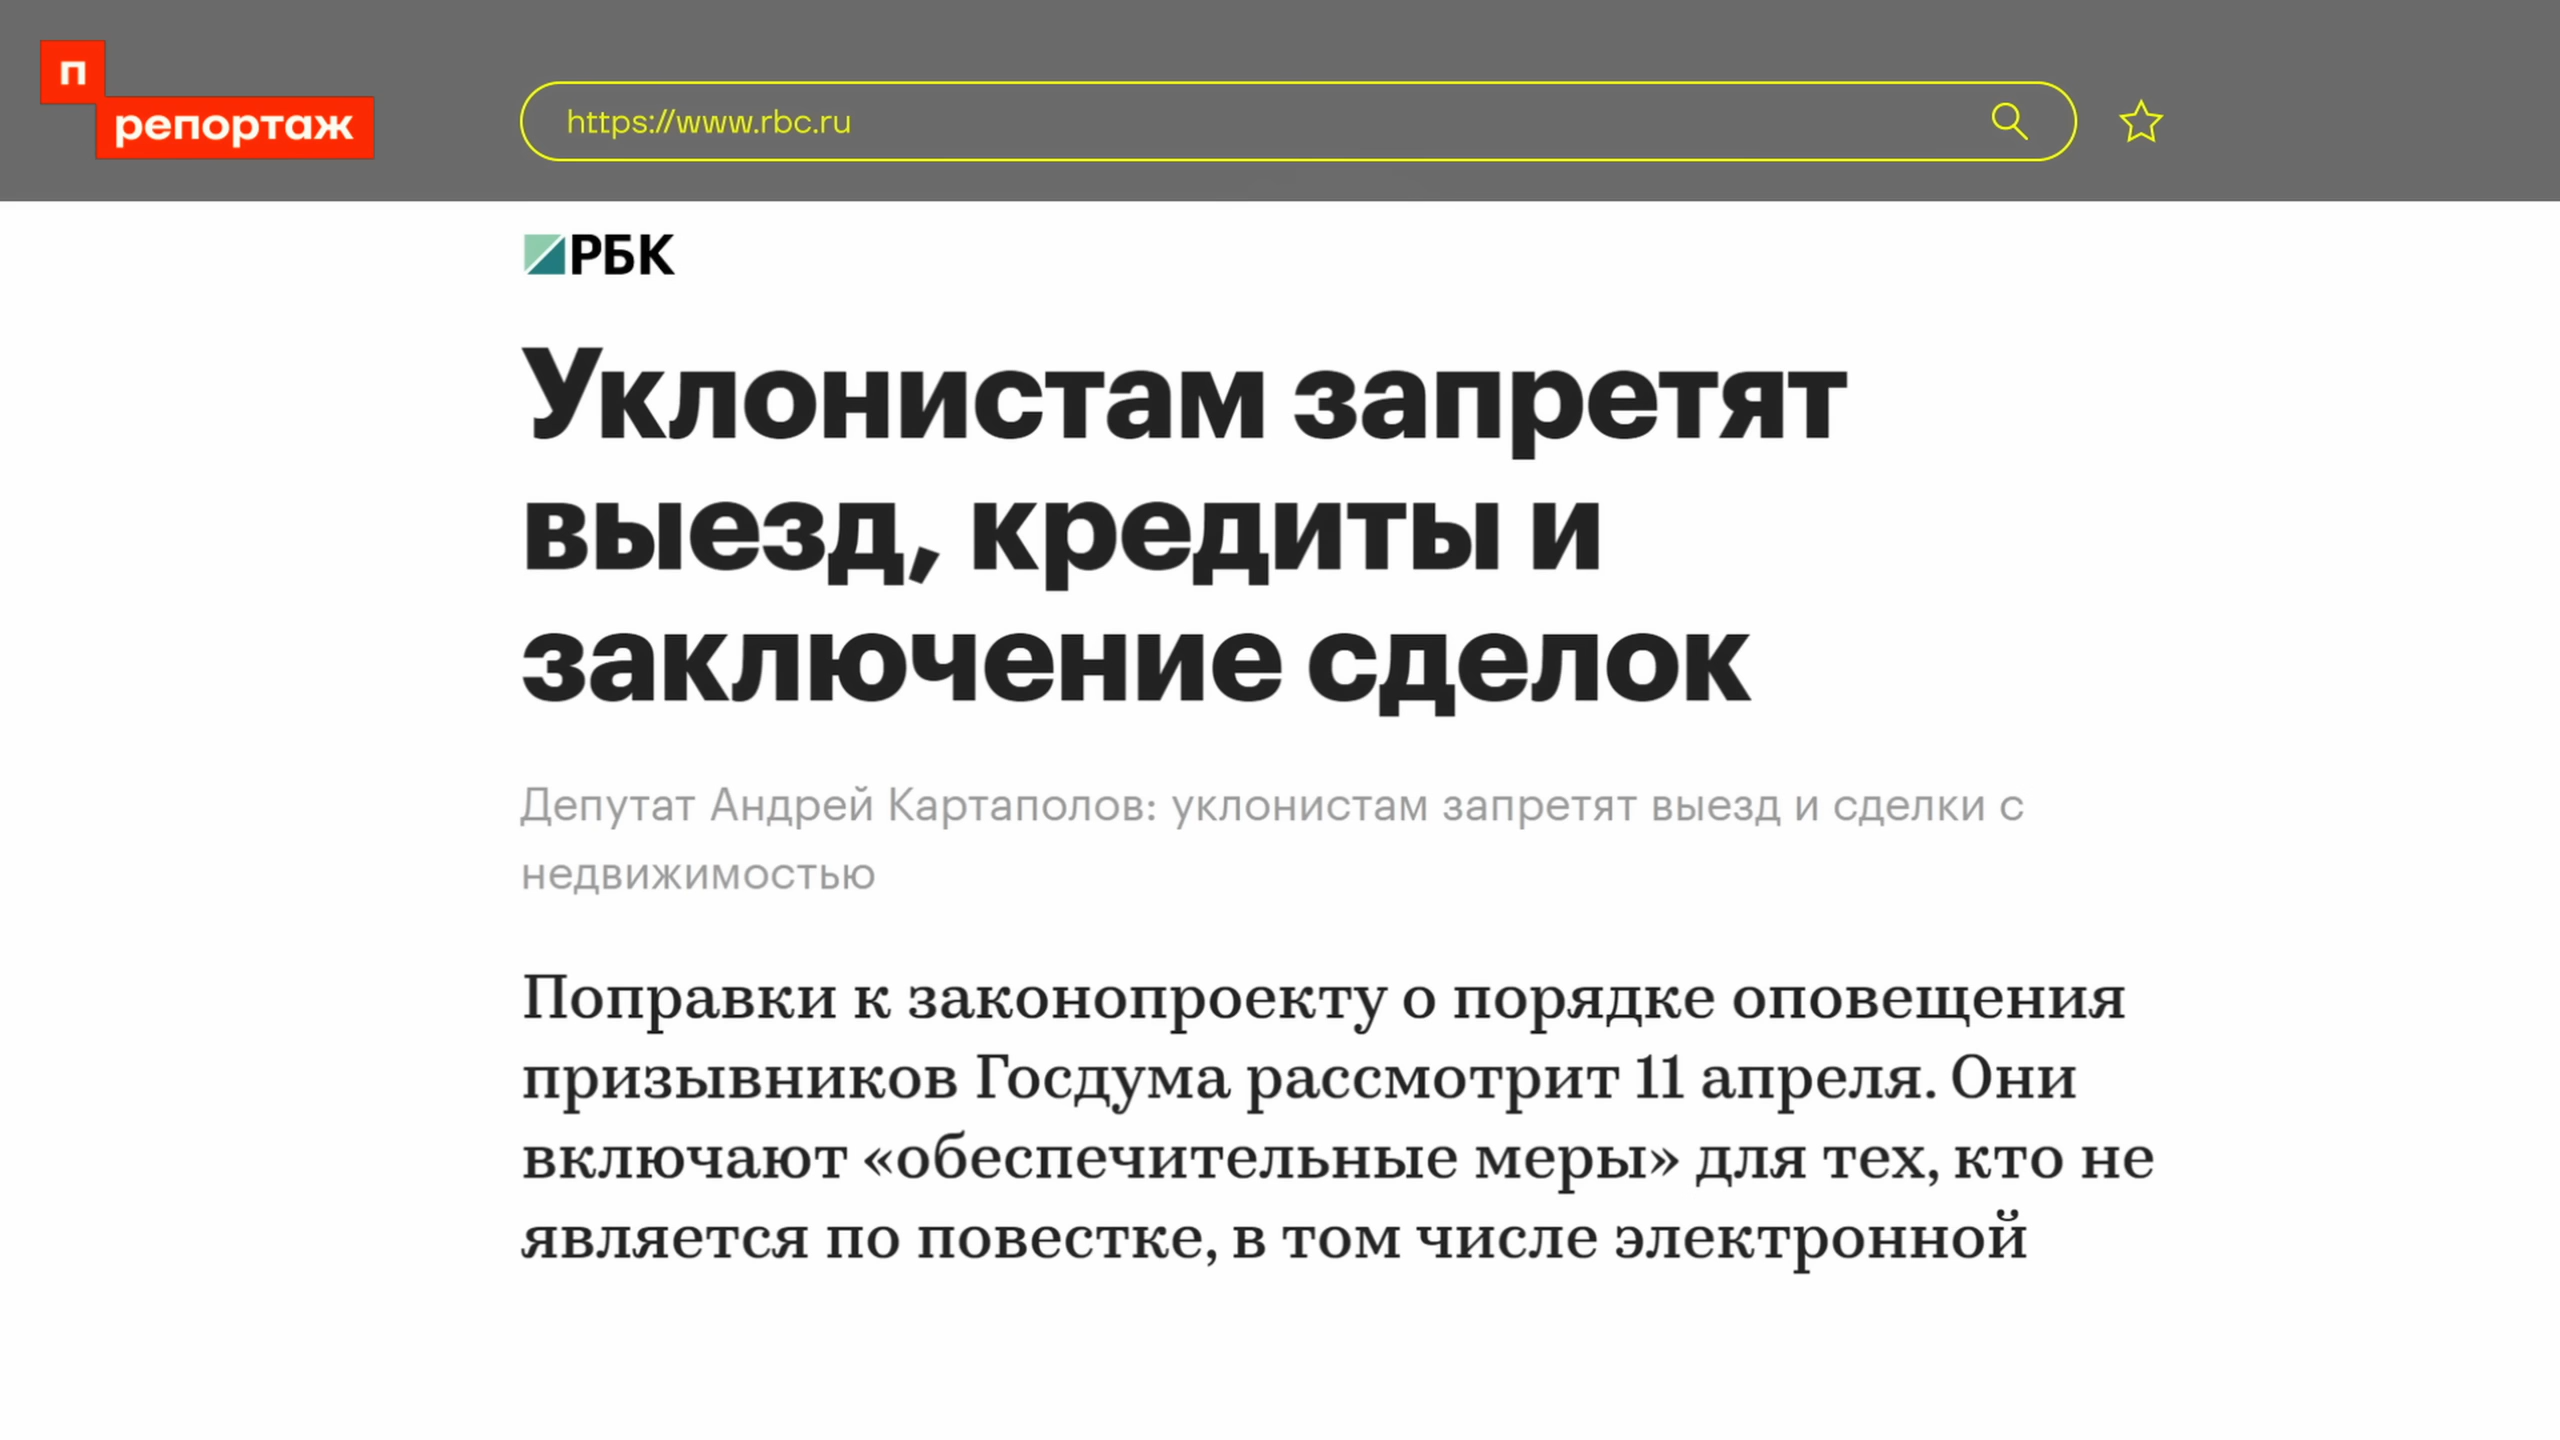 п
репортаж
https://www.rbc.ru
РБК
Уклонистам запретят
выезд, кредиты и
заключение сделок
Депутат Андрей Картаполов: уклонистам запретят выезд и сделки с
недвижимостью
Поправки к законопроекту о порядке оповещения
призывников Госдума рассмотрит 11 апреля. Они
включают «обеспечительные меры» для тех, кто не
является по повестке, в том числе электронной